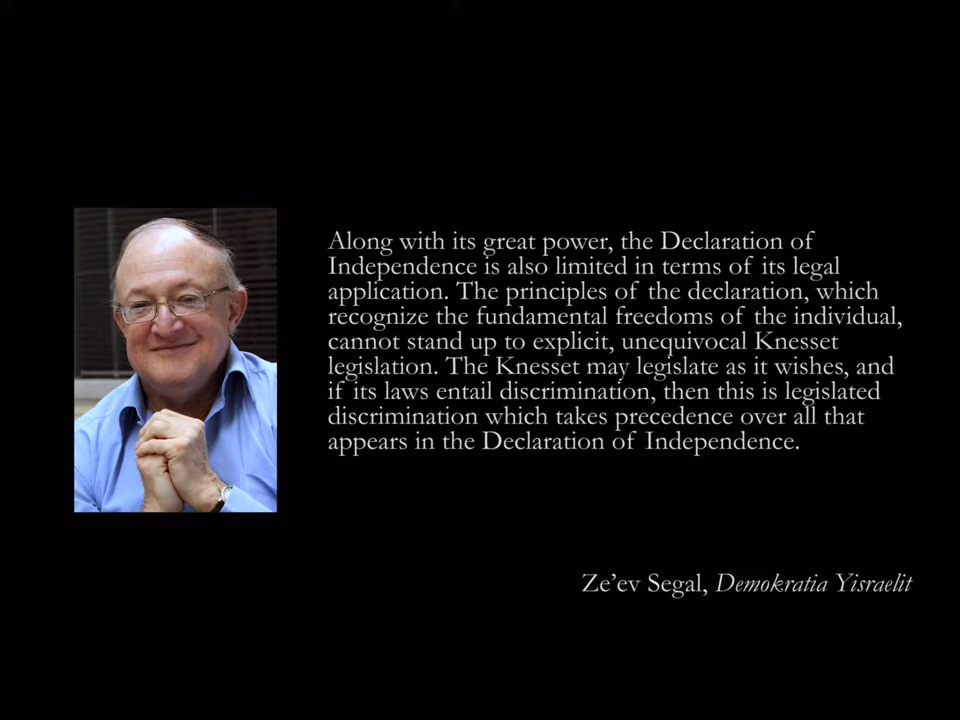 Along with its great power, the Declaration of
Independence is also limited in terms of its legal
application. The principles of the declaration, which
recognize the fundamental freedoms of the individual,
cannot stand up to explicit, unequivocal Knesset
legislation. The Knesset may legislate as it wishes, and
if its laws entail discrimination, then this is legislated
discrimination which takes precedence over all that
appears in the Declaration of Independence.
Ze’ev Segal, Demokratia Yisraelit